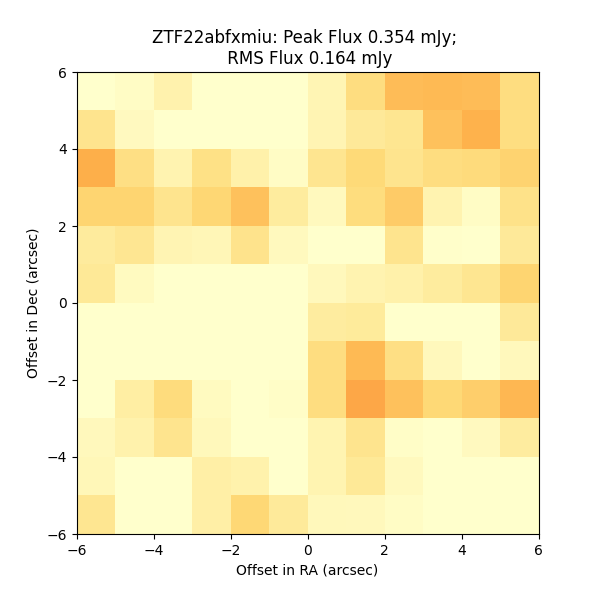 ZTF22abfxmiu: Peak Flux 0.354 mJy;
RMS Flux 0.164 mJy
6
4
2
0
−2
−4
−6
Offset in Dec (arcsec)
−6 −4 −2 0 2 4 6
Offset in RA (arcsec)